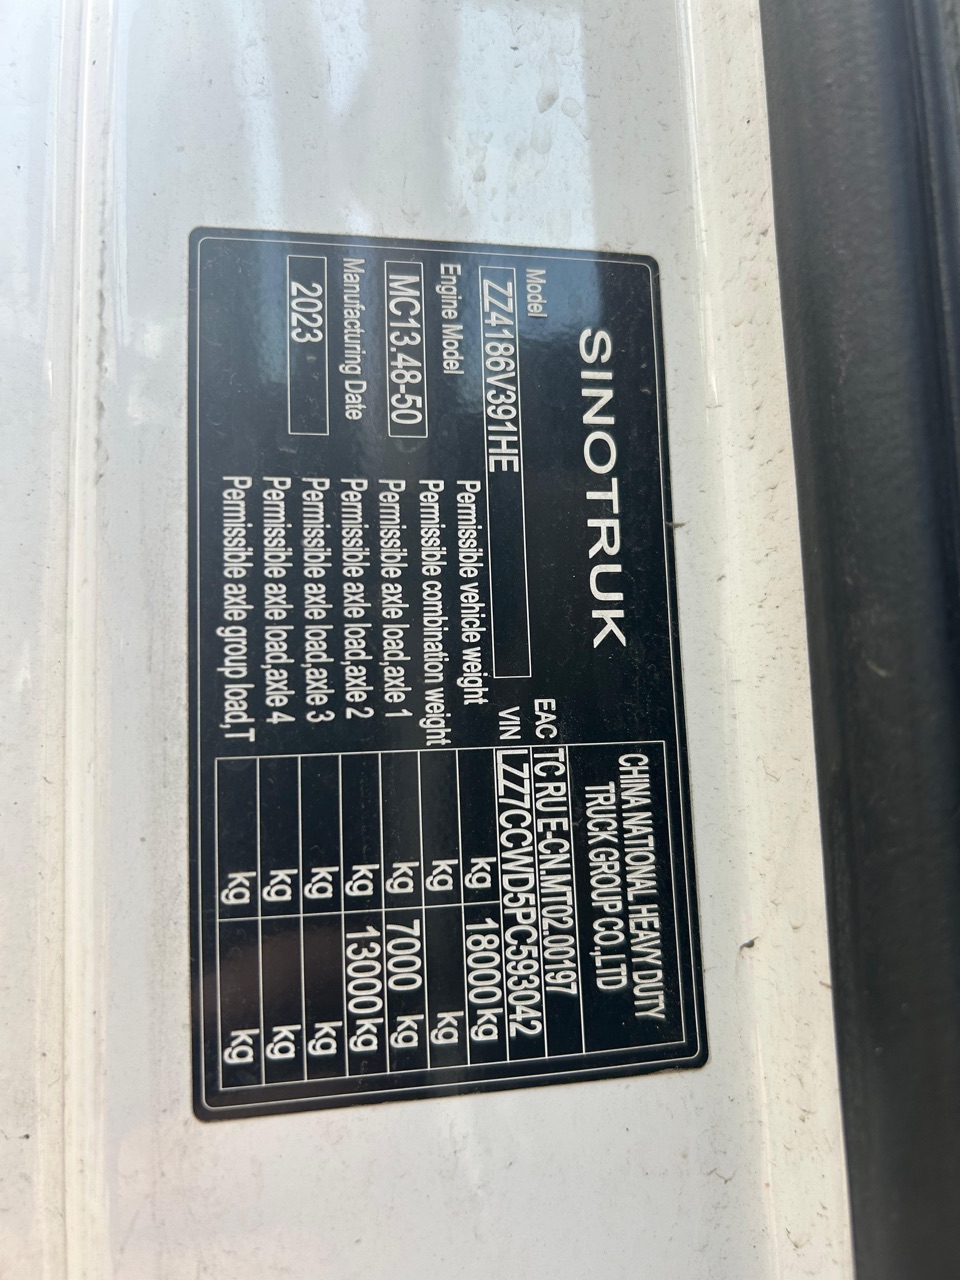 SINOTRUK
CHINA NATIONAL HEAVY DUTY
TRUCK GROUP CO.,LTD
EAC TC RU E-CN.MT02.00197
Model
ZZ4186V391HE
VIN LZZ7CCWD5PC593042
Engine Model
MC13.48-50
Manufacturing Date
2023
Permissible vehicle weight kg 18000 kg
Permissible combination weight kg kg
Permissible axle load,axle 1 kg 7000 kg
Permissible axle load,axle 2 kg 13000 kg
Permissible axle load,axle 3 kg kg
Permissible axle load,axle 4 kg kg
Permissible axle group load,T kg kg